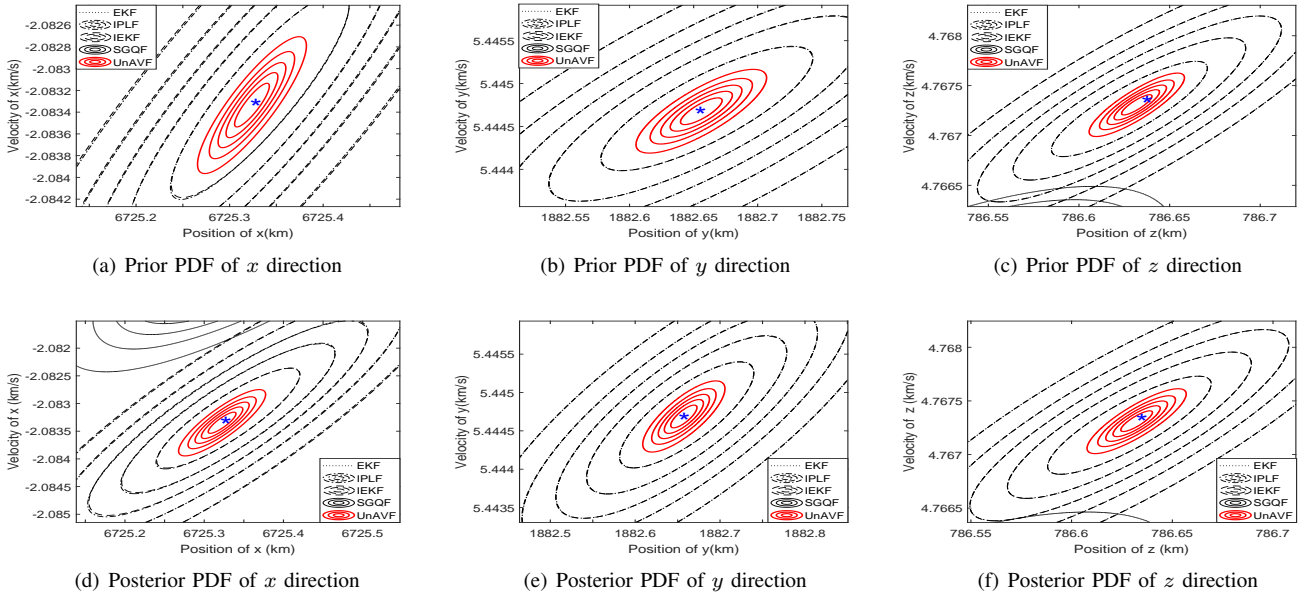 EKF
IPLF
IEKF
SGQF
UnAVF
Velocity of x(km/s)
-2.0826
-2.0828
-2.083
-2.0832
-2.0834
-2.0836
-2.0838
-2.084
-2.0842
6725.2 6725.3 6725.4
Position of x(km)
(a) Prior PDF of x direction
EKF
IPLF
IEKF
SGQF
UnAVF
Velocity of y(km/s)
5.4455
5.445
5.4445
5.444
1882.55 1882.6 1882.65 1882.7 1882.75
Position of y(km)
(b) Prior PDF of y direction
EKF
IPLF
IEKF
SGQF
UnAVF
Velocity of z(km/s)
4.768
4.7675
4.767
4.7665
786.55 786.6 786.65 786.7
Position of z(km)
(c) Prior PDF of z direction
Velocity of x (km/s)
-2.082
-2.0825
-2.083
-2.0835
-2.084
-2.0845
-2.085
EKF
IPLF
IEKF
SGQF
UnAVF
6725.2 6725.3 6725.4 6725.5
Position of x (km)
(d) Posterior PDF of x direction
Velocity of y(km/s)
5.4455
5.445
5.4445
5.444
5.4435
EKF
IPLF
IEKF
SGQF
UnAVF
1882.5 1882.6 1882.7 1882.8
Position of y(km)
(e) Posterior PDF of y direction
Velocity of z (km/s)
4.768
4.7675
4.767
4.7665
EKF
IPLF
IEKF
SGQF
UnAVF
786.55 786.6 786.65 786.7
Position of z (km)
(f) Posterior PDF of z direction